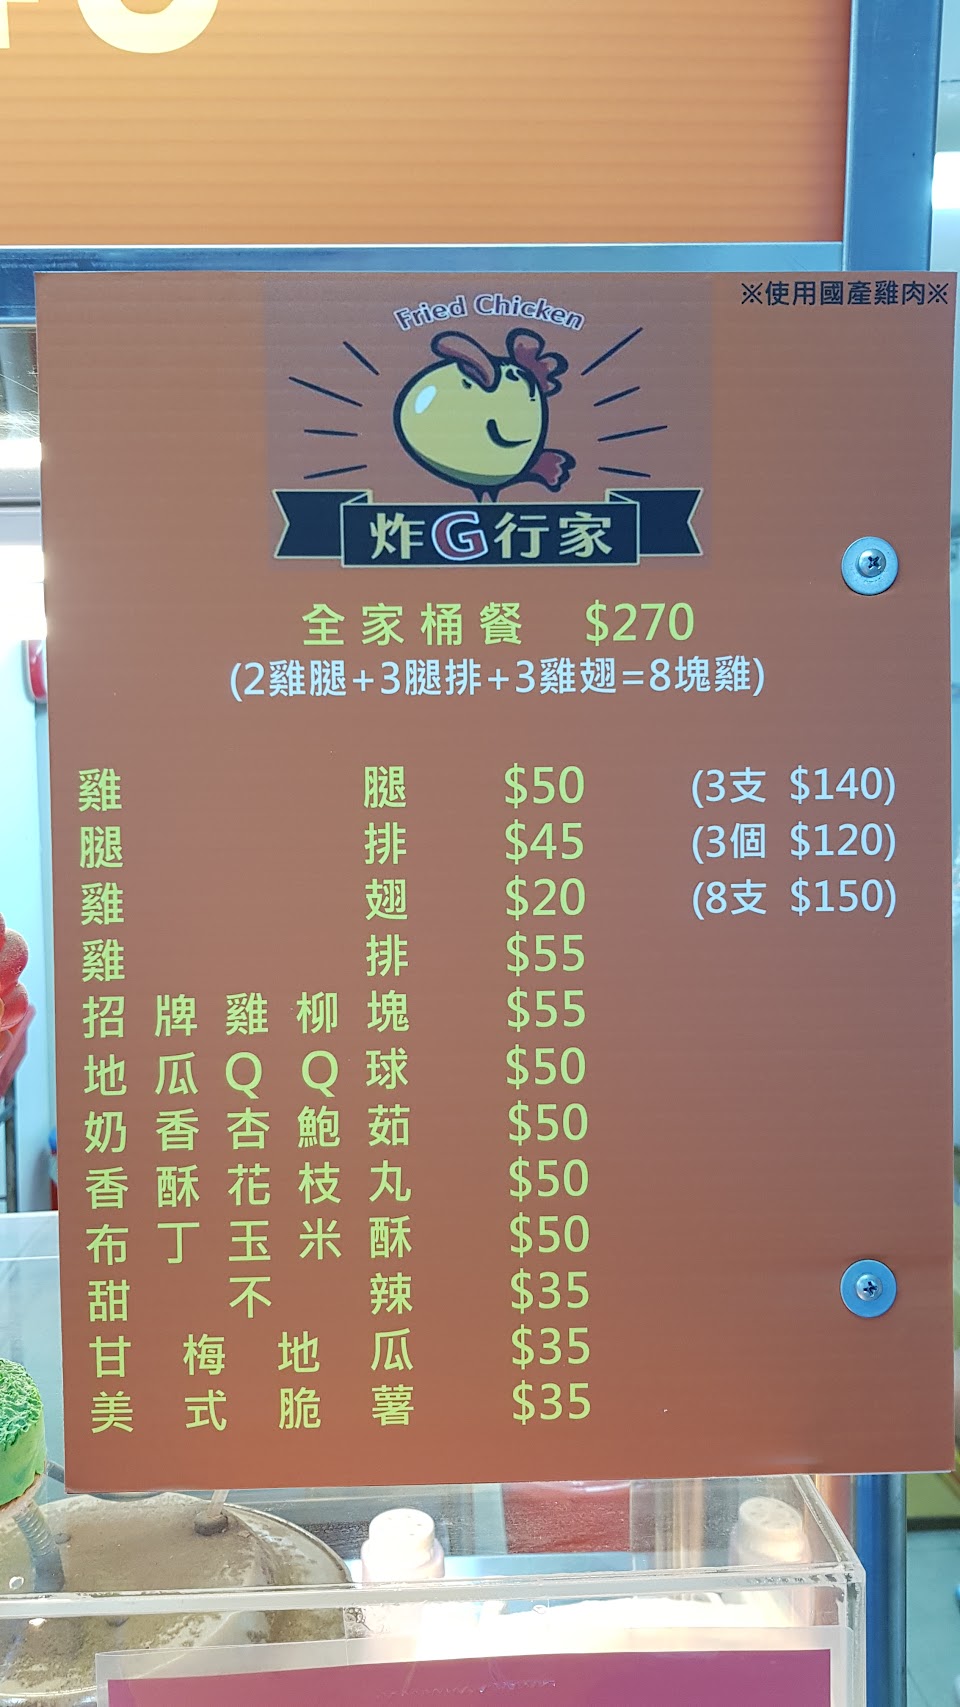 ※使用國產雞肉※
Fried Chicken
炸G行家
全家桶餐 $270
(2雞腿+3腿排+3雞翅=8塊雞)
雞腿 $50 (3支 $140)
腿排 $45 (3個 $120)
雞翅 $20 (8支 $150)
雞排 $55
招牌雞柳塊 $55
地瓜QQ球 $50
奶香杏鮑茹 $50
香酥花枝丸 $50
布丁玉米酥 $50
甜不辣 $35
甘梅地瓜 $35
美式脆薯 $35